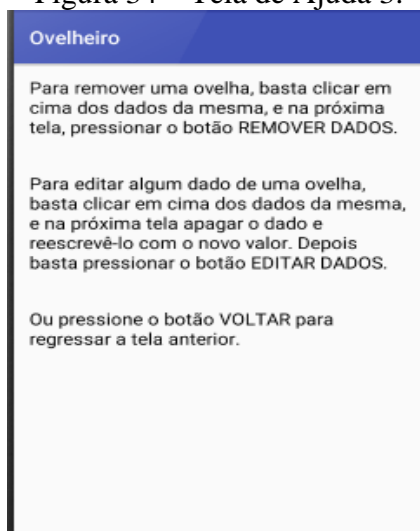 Figura 34 – Tela de Ajuda 3.
Ovelheiro
Para remover uma ovelha, basta clicar em
cima dos dados da mesma, e na próxima
tela, pressionar o botão REMOVER DADOS.
Para editar algum dado de uma ovelha,
basta clicar em cima dos dados da mesma,
e na próxima tela apagar o dado e
reescrevê-lo com o novo valor. Depois
basta pressionar o botão EDITAR DADOS.
Ou pressione o botão VOLTAR para
regressar a tela anterior.